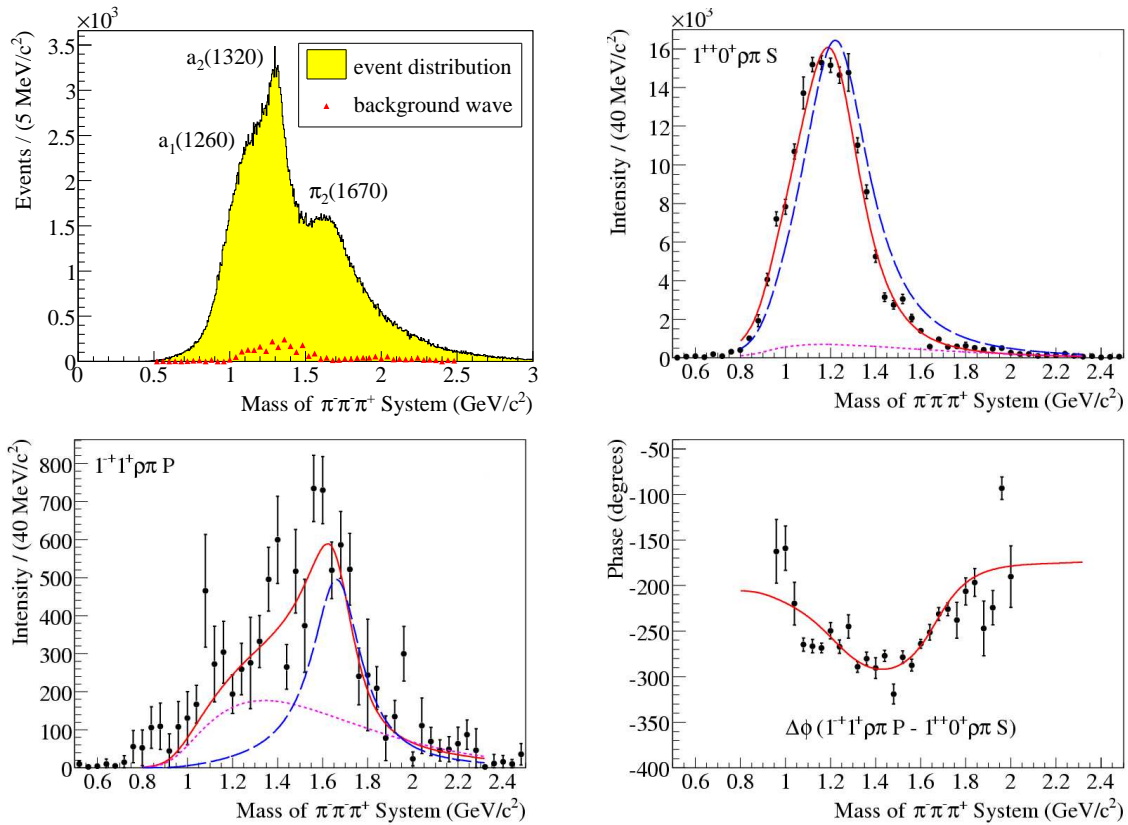 ×10³
Events / (5 MeV/c²)
3.5
3
2.5
2
1.5
1
0.5
0
a₂(1320)
a₁(1260)
π₂(1670)
event distribution
background wave
0 0.5 1 1.5 2 2.5 3
Mass of π⁻π⁻π⁺ System (GeV/c²)
×10³
Intensity / (40 MeV/c²)
16
14
12
10
8
6
4
2
0
1⁺⁺0⁺ρπ S
0.6 0.8 1 1.2 1.4 1.6 1.8 2 2.2 2.4
Mass of π⁻π⁻π⁺ System (GeV/c²)
Intensity / (40 MeV/c²)
800
700
600
500
400
300
200
100
0
1⁻⁺1⁺ρπ P
0.6 0.8 1 1.2 1.4 1.6 1.8 2 2.2 2.4
Mass of π⁻π⁻π⁺ System (GeV/c²)
Phase (degrees)
-50
-100
-150
-200
-250
-300
-350
-400
Δϕ (1⁻⁺1⁺ρπ P - 1⁺⁺0⁺ρπ S)
0.6 0.8 1 1.2 1.4 1.6 1.8 2 2.2 2.4
Mass of π⁻π⁻π⁺ System (GeV/c²)